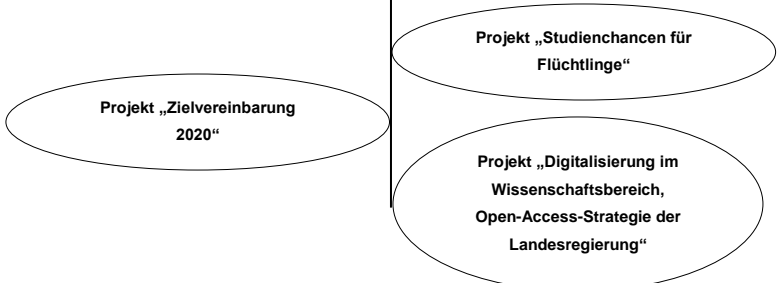 Projekt „Studienchancen für
Flüchtlinge“
Projekt „Zielvereinbarung
2020“
Projekt „Digitalisierung im
Wissenschaftsbereich,
Open-Access-Strategie der
Landesregierung“